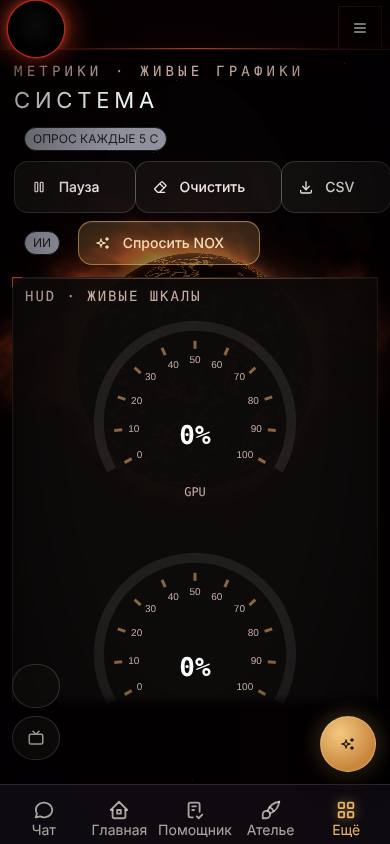 МЕТРИКИ · ЖИВЫЕ ГРАФИКИ
СИСТЕМА
ОПРОС КАЖДЫЕ 5 С
Пауза
Очистить
CSV
ИИ
Спросить NOX
HUD · ЖИВЫЕ ШКАЛЫ
0 10 20 30 40 50 60 70 80 90 100
0%
GPU
0 10 20 30 40 50 60 70 80 90 100
0%
Чат Главная Помощник Ателье Ещё